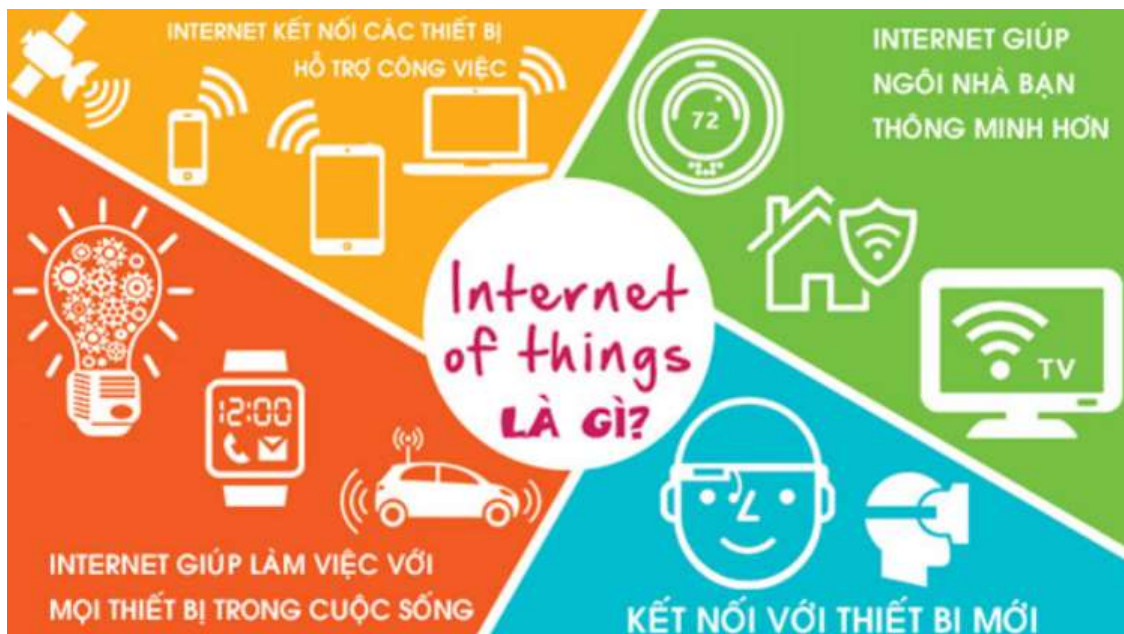 INTERNET KẾT NỐI CÁC THIẾT BỊ
HỖ TRỢ CÔNG VIỆC
INTERNET GIÚP
NGÔI NHÀ BẠN
THÔNG MINH HƠN
72
Internet
of things
LÀ GÌ?
TV
12:00
INTERNET GIÚP LÀM VIỆC VỚI
MỌI THIẾT BỊ TRONG CUỘC SỐNG
KẾT NỐI VỚI THIẾT BỊ MỚI